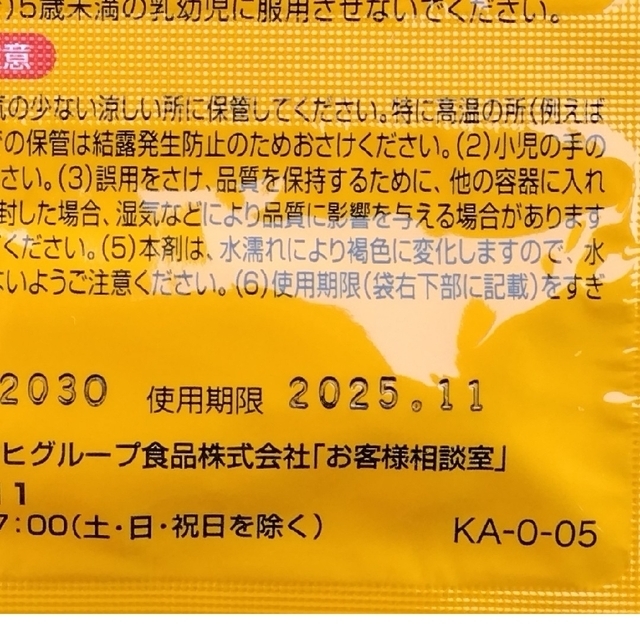 )5歳未満の乳幼児に服用させないでください。
意
気の少ない涼しい所に保管してください。特に高温の所(例えば
での保管は結露発生防止のためおさけください。(2)小児の手の
さい。(3)誤用をさけ、品質を保持するために、他の容器に入れ
封した場合、湿気などにより品質に影響を与える場合があります
ください。(5)本剤は、水濡れにより褐色に変化しますので、水
ないようご注意ください。(6)使用期限(袋右下部に記載)をすぎ
2030 使用期限 2025.11
ヒグループ食品株式会社「お客様相談室」
11
7:00(土・日・祝日を除く) KA-0-05